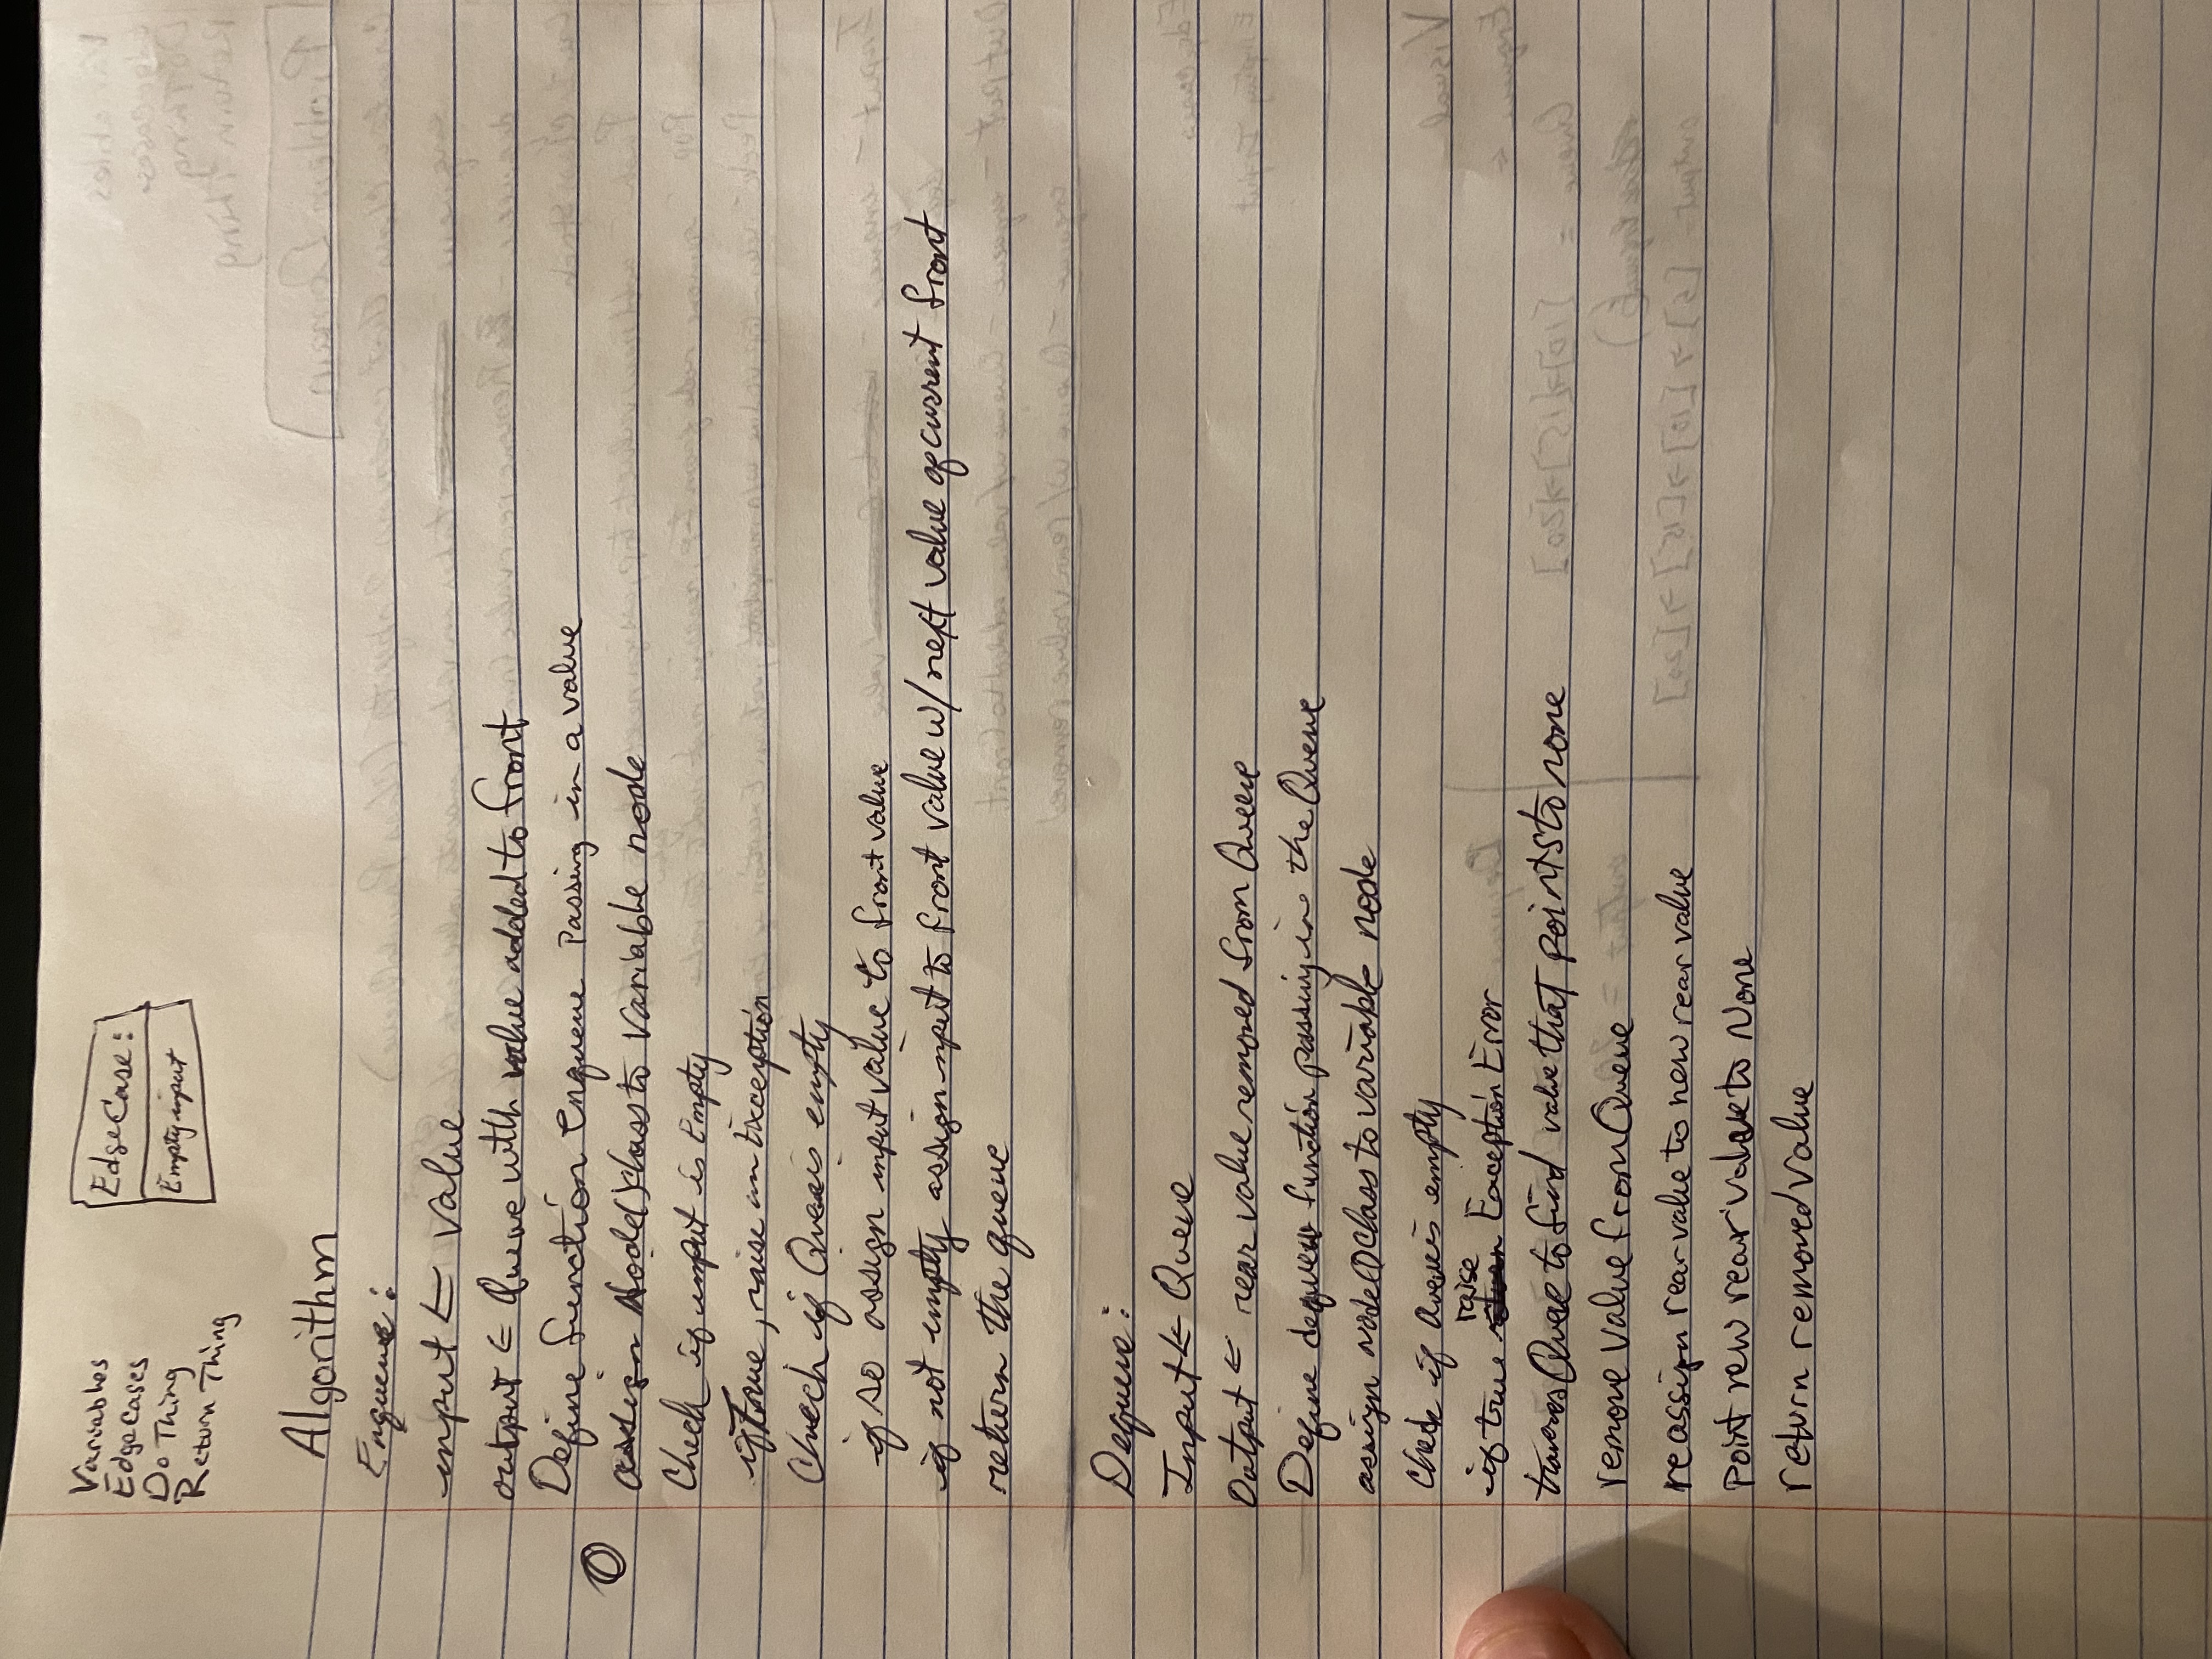 Variables
Edgecases
Do Thing
Return Thing
EdgeCase:
Empty input
Algorithm
Enqueue:
input ← Value
output ← Queue with value added to front
Define function enqueue passing in a value
assign Node() class to variable node
Check if input is Empty
if True, raise an Exception
Check if Queue is empty
if so assign input value to front value
if not empty assign input to front value w/ next value of current front
return the queue
Dequeue:
Input ← Queue
Output ← rear value removed from Queue
Define dequeue function passing in the Queue
assign node() class to variable node
Check if Queue is empty
if true raise Exception Error
travers Queue to find value that points to none
remove value from Queue
reassign rear value to new rear value
Point new rear value to None
return removed value